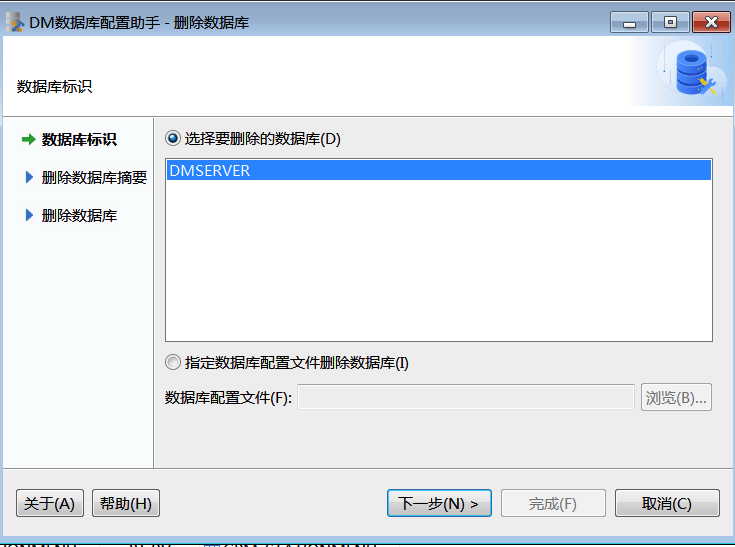 DM数据库配置助手 - 删除数据库
数据库标识
数据库标识
删除数据库摘要
删除数据库
选择要删除的数据库(D)
DMSERVER
指定数据库配置文件删除数据库(I)
数据库配置文件(F):
浏览(B)...
关于(A)
帮助(H)
下一步(N) >
完成(F)
取消(C)